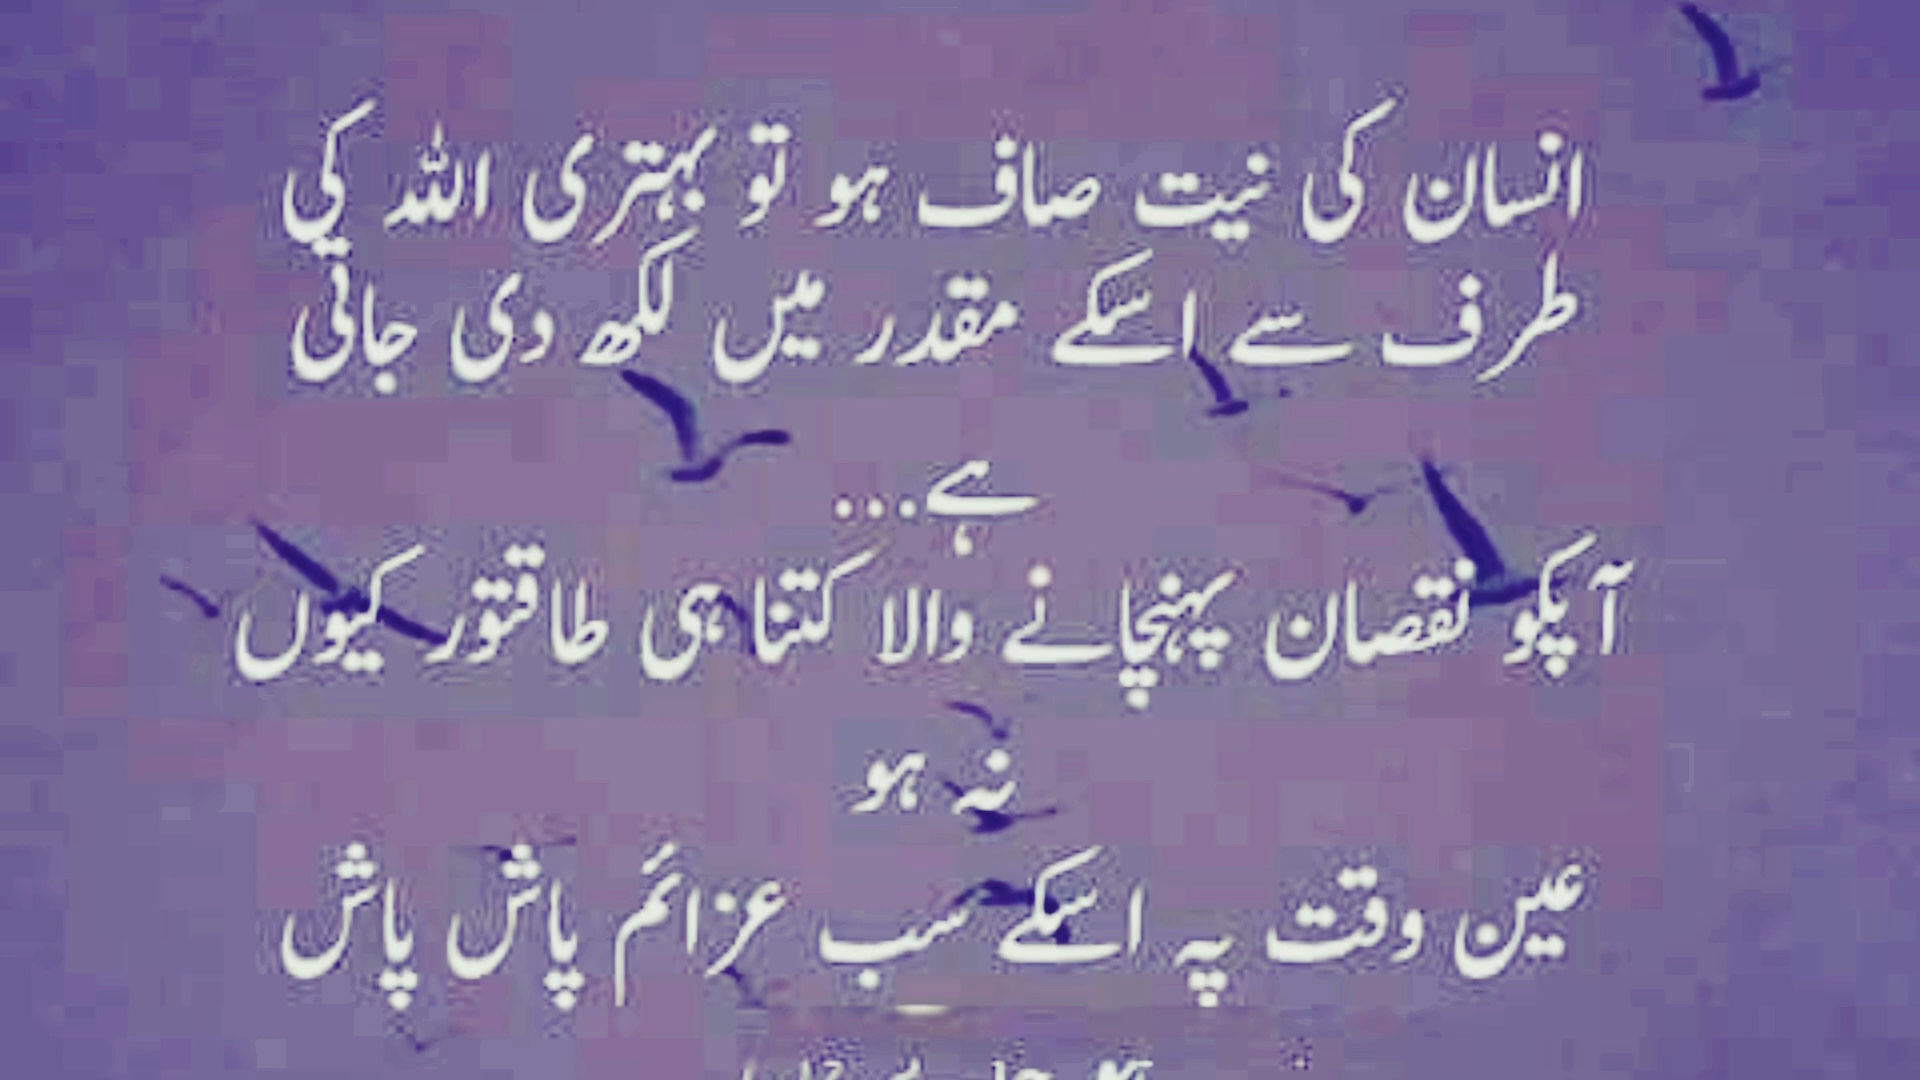 انسان کی نیت صاف ہو تو بہتری اللہ کی
طرف سے اسکے مقدر میں لکھ دی جاتی
ہے...
آپکو نقصان پہنچانے والا کتنا ہی طاقتور کیوں
نہ ہو
عین وقت پہ اسکے سب عزائم پاش پاش